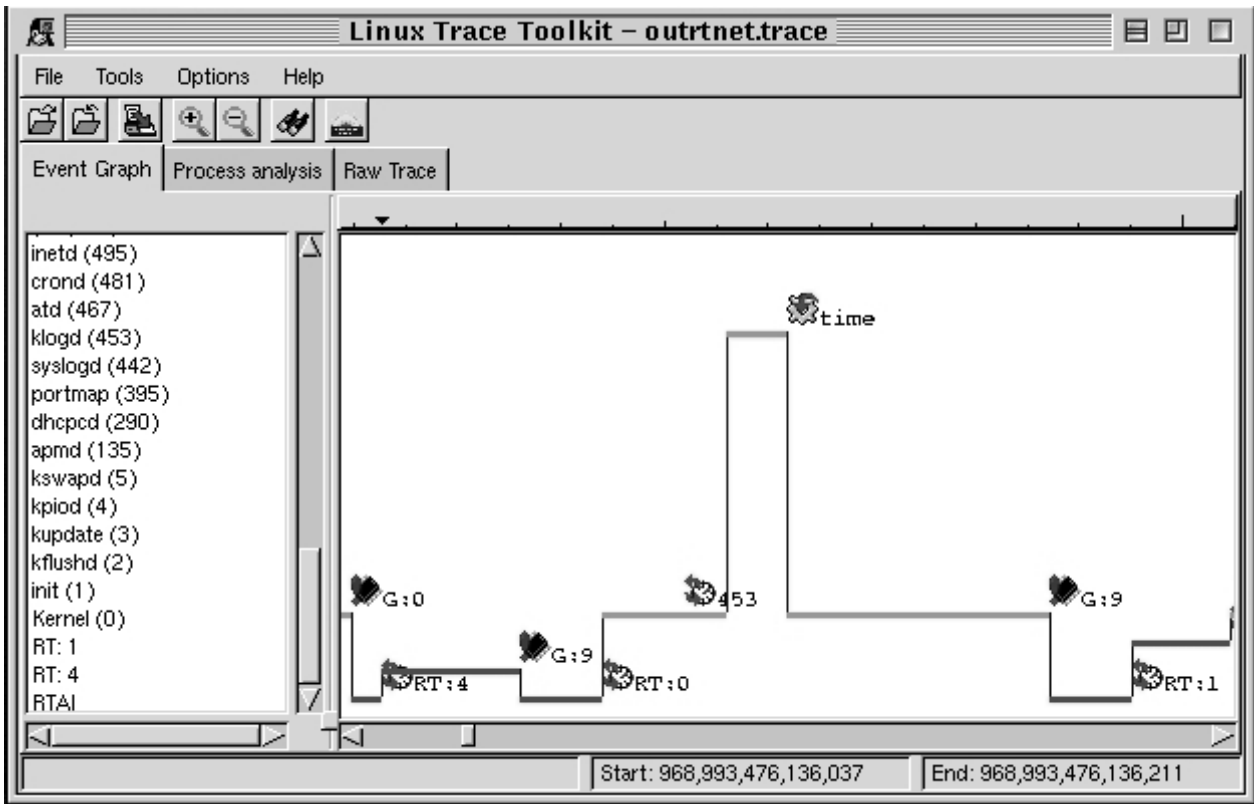 Linux Trace Toolkit – outrtnet.trace
File Tools Options Help
Event Graph Process analysis Raw Trace
inetd (495)
crond (481)
atd (467)
klogd (453)
syslogd (442)
portmap (395)
dhcpcd (290)
apmd (135)
kswapd (5)
kpiod (4)
kupdate (3)
kflushd (2)
init (1)
Kernel (0)
RT: 1
RT: 4
RTAI
time
G:0
453
G:9
G:9
RT:4
RT:0
RT:1
Start: 968,993,476,136,037
End: 968,993,476,136,211